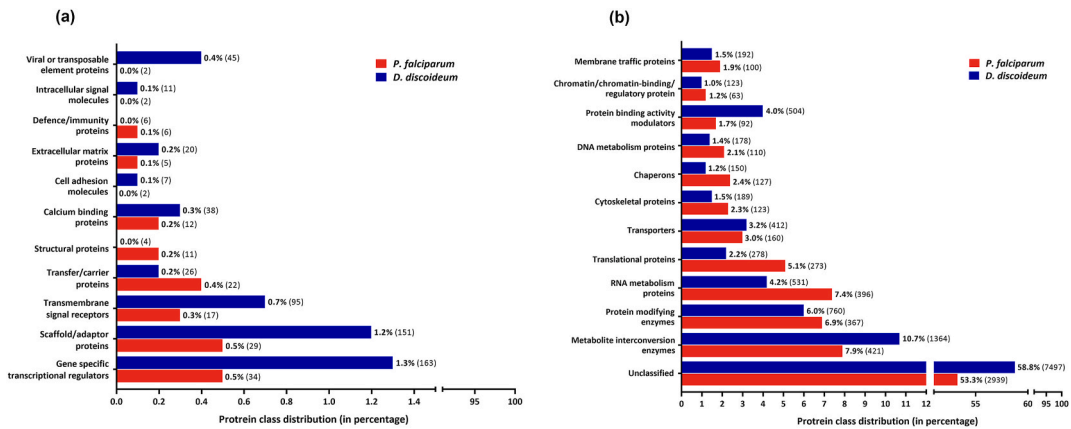 (a)
P. falciparum
D. discoideum
Viral or transposable
element proteins
0.4% (45)
0.0% (2)
Intracellular signal
molecules
0.1% (11)
0.0% (2)
Defence/immunity
proteins
0.0% (6)
0.1% (6)
Extracellular matrix
proteins
0.2% (20)
0.1% (5)
Cell adhesion
molecules
0.1% (7)
0.0% (2)
Calcium binding
proteins
0.3% (38)
0.2% (12)
Structural proteins
0.0% (4)
0.2% (11)
Transfer/carrier
proteins
0.2% (26)
0.4% (22)
Transmembrane
signal receptors
0.7% (95)
0.3% (17)
Scaffold/adaptor
proteins
1.2% (151)
0.5% (29)
Gene specific
transcriptional regulators
1.3% (163)
0.5% (34)
0.0 0.2 0.4 0.6 0.8 1.0 1.2 1.4 95 100
Protrein class distribution (in percentage)
(b)
P. falciparum
D. discoideum
Membrane traffic proteins
1.5% (192)
1.9% (100)
Chromatin/chromatin-binding/
regulatory protein
1.0% (123)
1.2% (63)
Protein binding activity
modulators
4.0% (504)
1.7% (92)
DNA metabolism proteins
1.4% (178)
2.1% (110)
Chaperons
1.2% (150)
2.4% (127)
Cytoskeletal proteins
1.5% (189)
2.3% (123)
Transporters
3.2% (412)
3.0% (160)
Translational proteins
2.2% (278)
5.1% (273)
RNA metabolism
proteins
4.2% (531)
7.4% (396)
Protein modifying
enzymes
6.0% (760)
6.9% (367)
Metabolite interconversion
enzymes
10.7% (1364)
7.9% (421)
Unclassified
58.8% (7497)
53.3% (2939)
0 1 2 3 4 5 6 7 8 9 10 11 12 55 60 95 100
Protrein class distribution (in percentage)